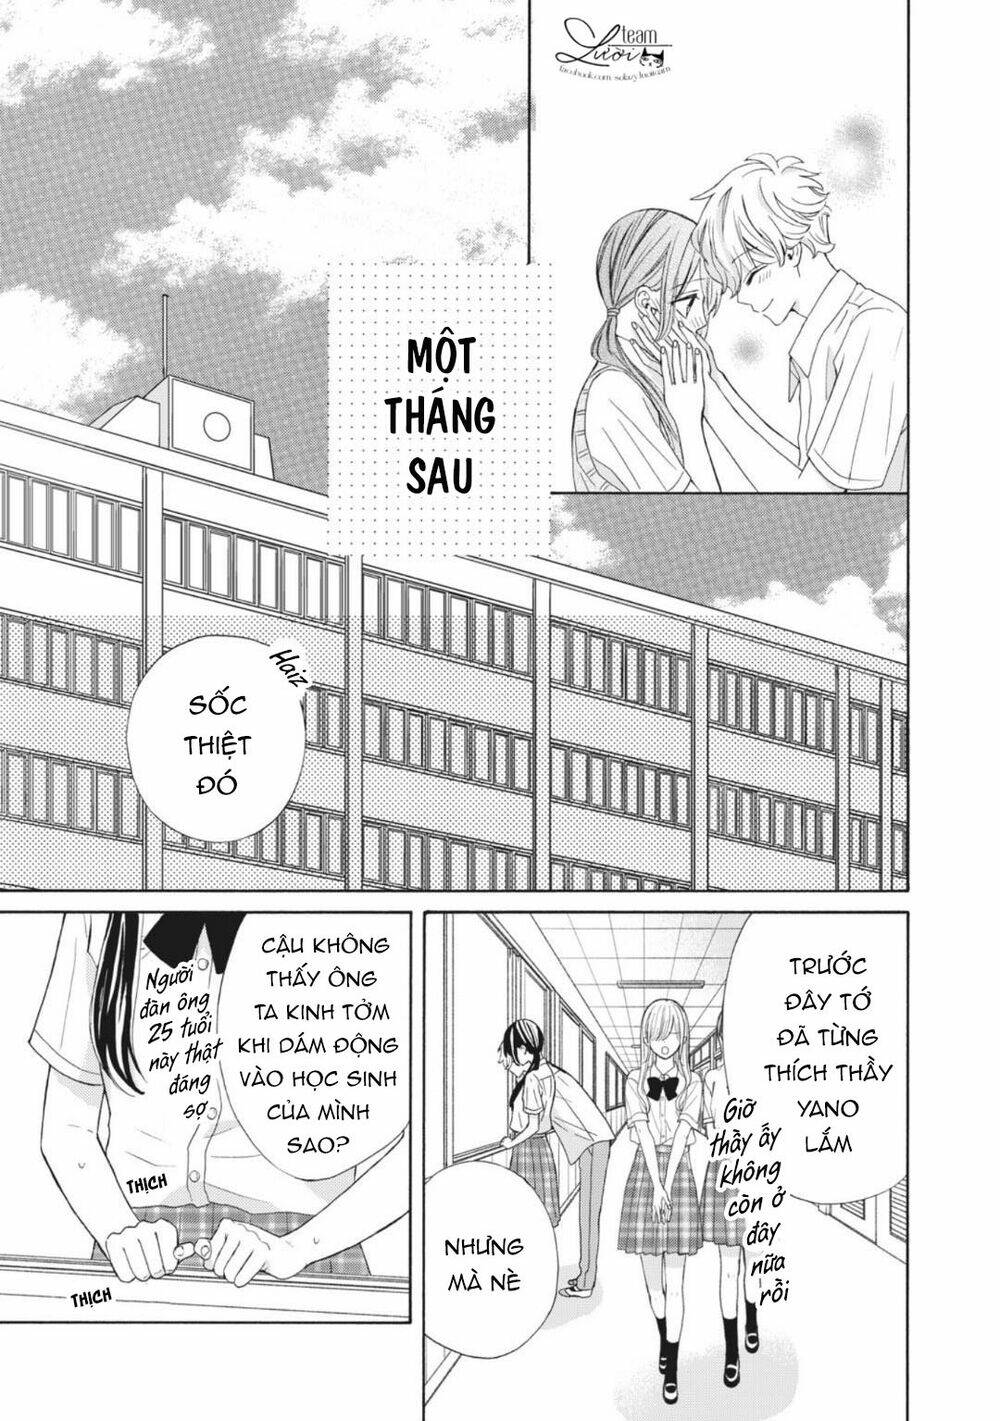 team
Lười
facebook.com/solazy.luoiteam
MỘT
THÁNG
SAU
Haiz
SỐC
THIỆT
ĐÓ
TRƯỚC
ĐÂY TỚ
ĐÃ TỪNG
THÍCH THẦY
YANO
LẮM
Giờ
thầy ấy
không
còn ở
đây
nữa
rồi
NHƯNG
MÀ NÈ
CẬU KHÔNG
THẤY ÔNG
TA KINH TỞM
KHI DÁM ĐỘNG
VÀO HỌC SINH
CỦA MÌNH
SAO?
Người
đàn ông
25 tuổi
này thật
đáng
sợ
THỊCH
THỊCH